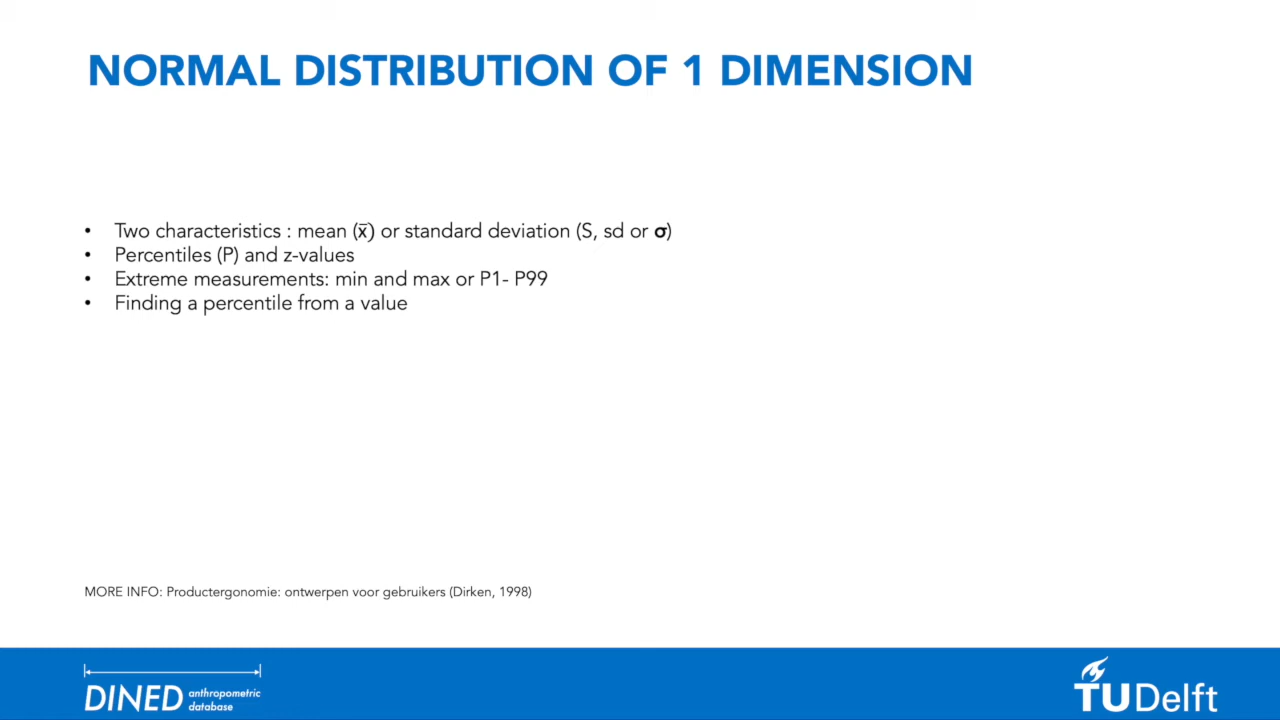 NORMAL DISTRIBUTION OF 1 DIMENSION
• Two characteristics : mean (x̅) or standard deviation (S, sd or σ)
• Percentiles (P) and z-values
• Extreme measurements: min and max or P1- P99
• Finding a percentile from a value
MORE INFO: Productergonomie: ontwerpen voor gebruikers (Dirken, 1998)
DINED anthropometric
database
TUDelft